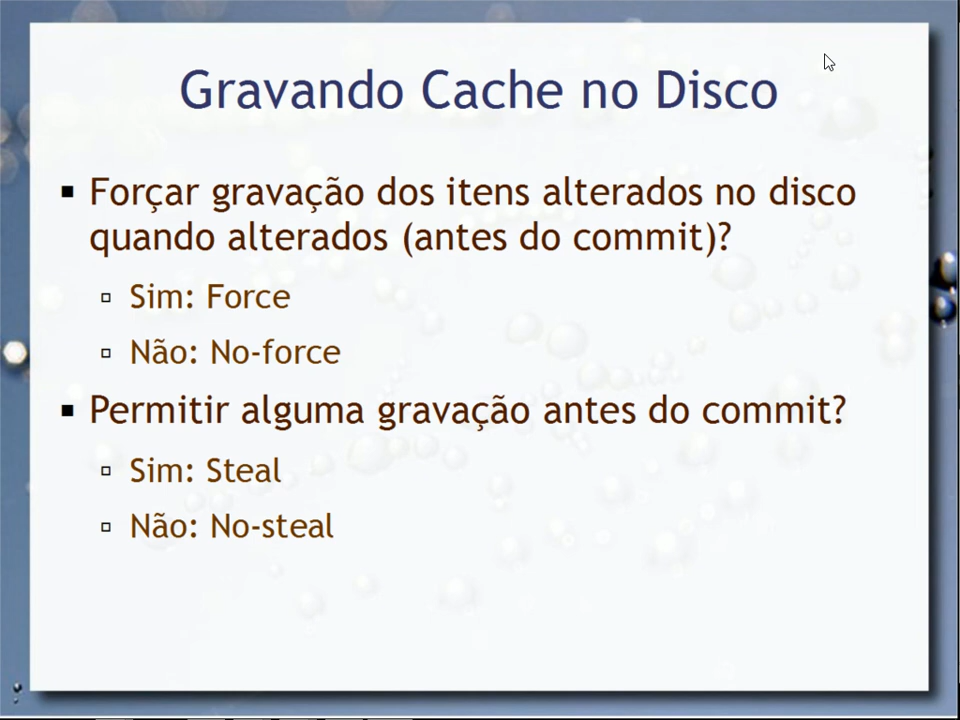 Gravando Cache no Disco
Forçar gravação dos itens alterados no disco
quando alterados (antes do commit)?
Sim: Force
Não: No-force
Permitir alguma gravação antes do commit?
Sim: Steal
Não: No-steal